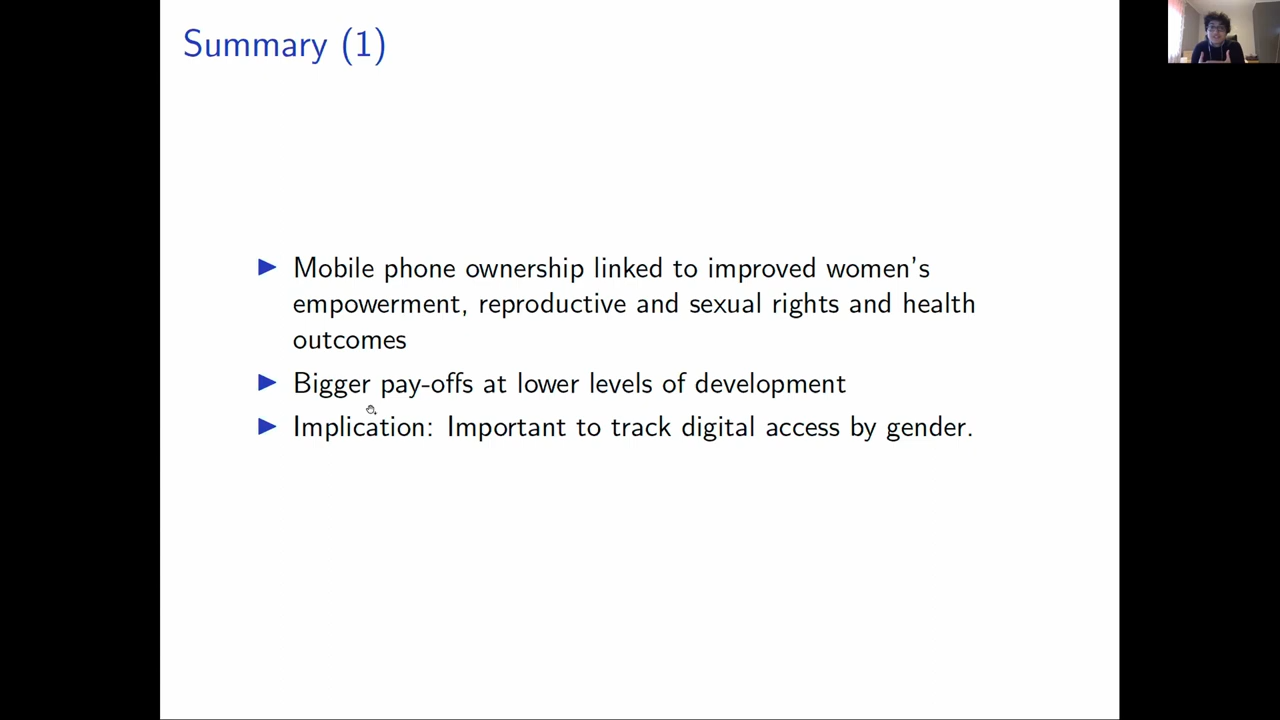 Summary (1)
▶ Mobile phone ownership linked to improved women's
empowerment, reproductive and sexual rights and health
outcomes
▶ Bigger pay-offs at lower levels of development
▶ Implication: Important to track digital access by gender.